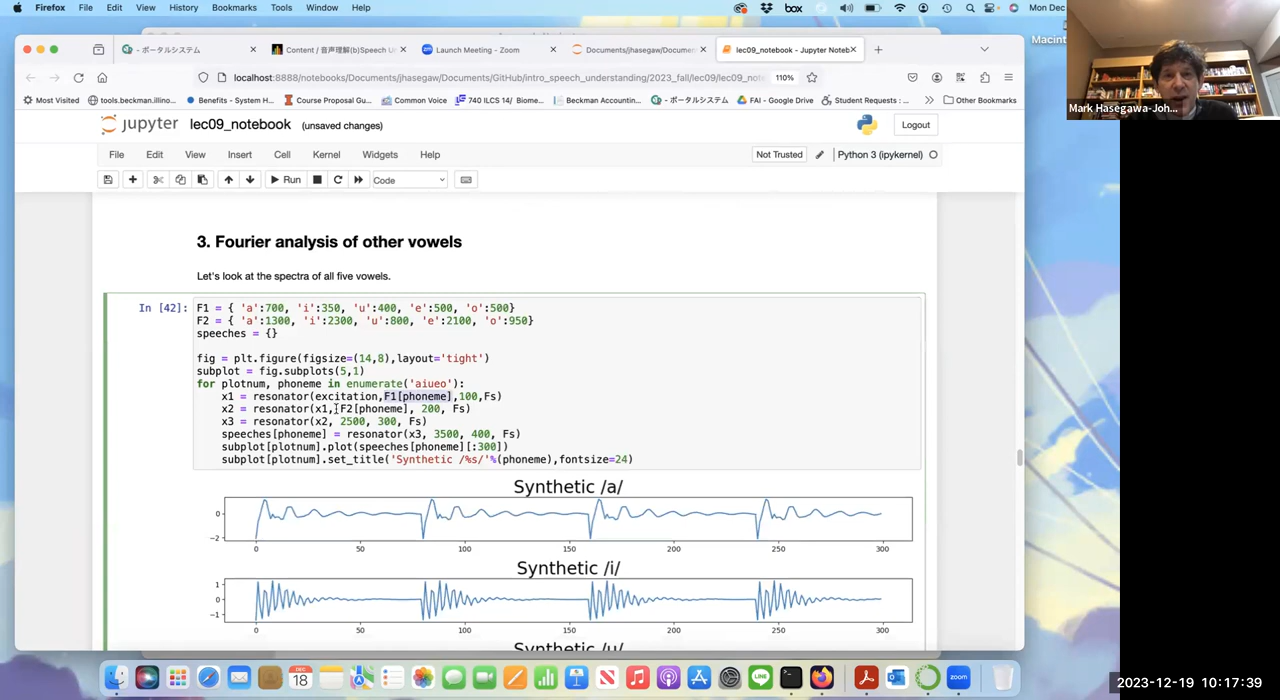 Firefox File Edit View History Bookmarks Tools Window Help box Mon Dec
Macint
Mark Hasegawa-Joh...
ポータルシステム Content / 音声理解(U)Speech U Launch Meeting - Zoom Documents/jhasegaw/Documen lec09_notebook - Jupyter Noteb
localhost:8888/notebooks/Documents/jhasegaw/Documents/GitHub/intro_speech_understanding/2023_fall/lec09/lec09_note 110%
Most Visited tools.beckman.illino... Benefits - System H... Course Proposal Gu... Common Voice 740 ILCS 14/ Biome... Beckman Accountin... ポータルシステム FAI - Google Drive Student Requests : ... Other Bookmarks
jupyter lec09_notebook (unsaved changes) Logout
File Edit View Insert Cell Kernel Widgets Help Not Trusted Python 3 (ipykernel)
Run Code
3. Fourier analysis of other vowels
Let's look at the spectra of all five vowels.
In [42]: F1 = { 'a':700, 'i':350, 'u':400, 'e':500, 'o':500}
F2 = { 'a':1300, 'i':2300, 'u':800, 'e':2100, 'o':950}
speeches = {}
fig = plt.figure(figsize=(14,8),layout='tight')
subplot = fig.subplots(5,1)
for plotnum, phoneme in enumerate('aiueo'):
x1 = resonator(excitation,F1[phoneme],100,Fs)
x2 = resonator(x1, F2[phoneme], 200, Fs)
x3 = resonator(x2, 2500, 300, Fs)
speeches[phoneme] = resonator(x3, 3500, 400, Fs)
subplot[plotnum].plot(speeches[phoneme][:300])
subplot[plotnum].set_title('Synthetic /%s/'%(phoneme),fontsize=24)
Synthetic /a/
0
−2
0 50 100 150 200 250 300
Synthetic /i/
1
0
−1
0 50 100 150 200 250 300
Synthetic /u/
DEC
18
zoom
2023-12-19 10:17:39